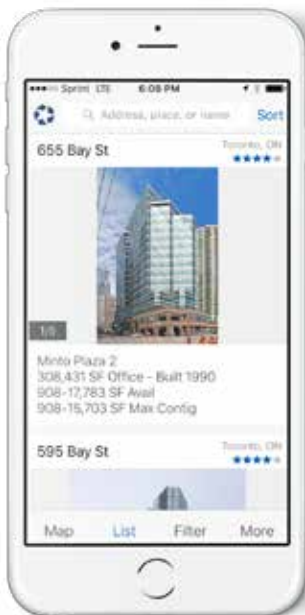 Sprint LTE 6:08 PM
Address, place, or name Sort
655 Bay St Toronto, ON
Minto Plaza 2
308,431 SF Office - Built 1990
908-17,783 SF Avail
908-15,703 SF Max Contig
595 Bay St Toronto, ON
Map List Filter More